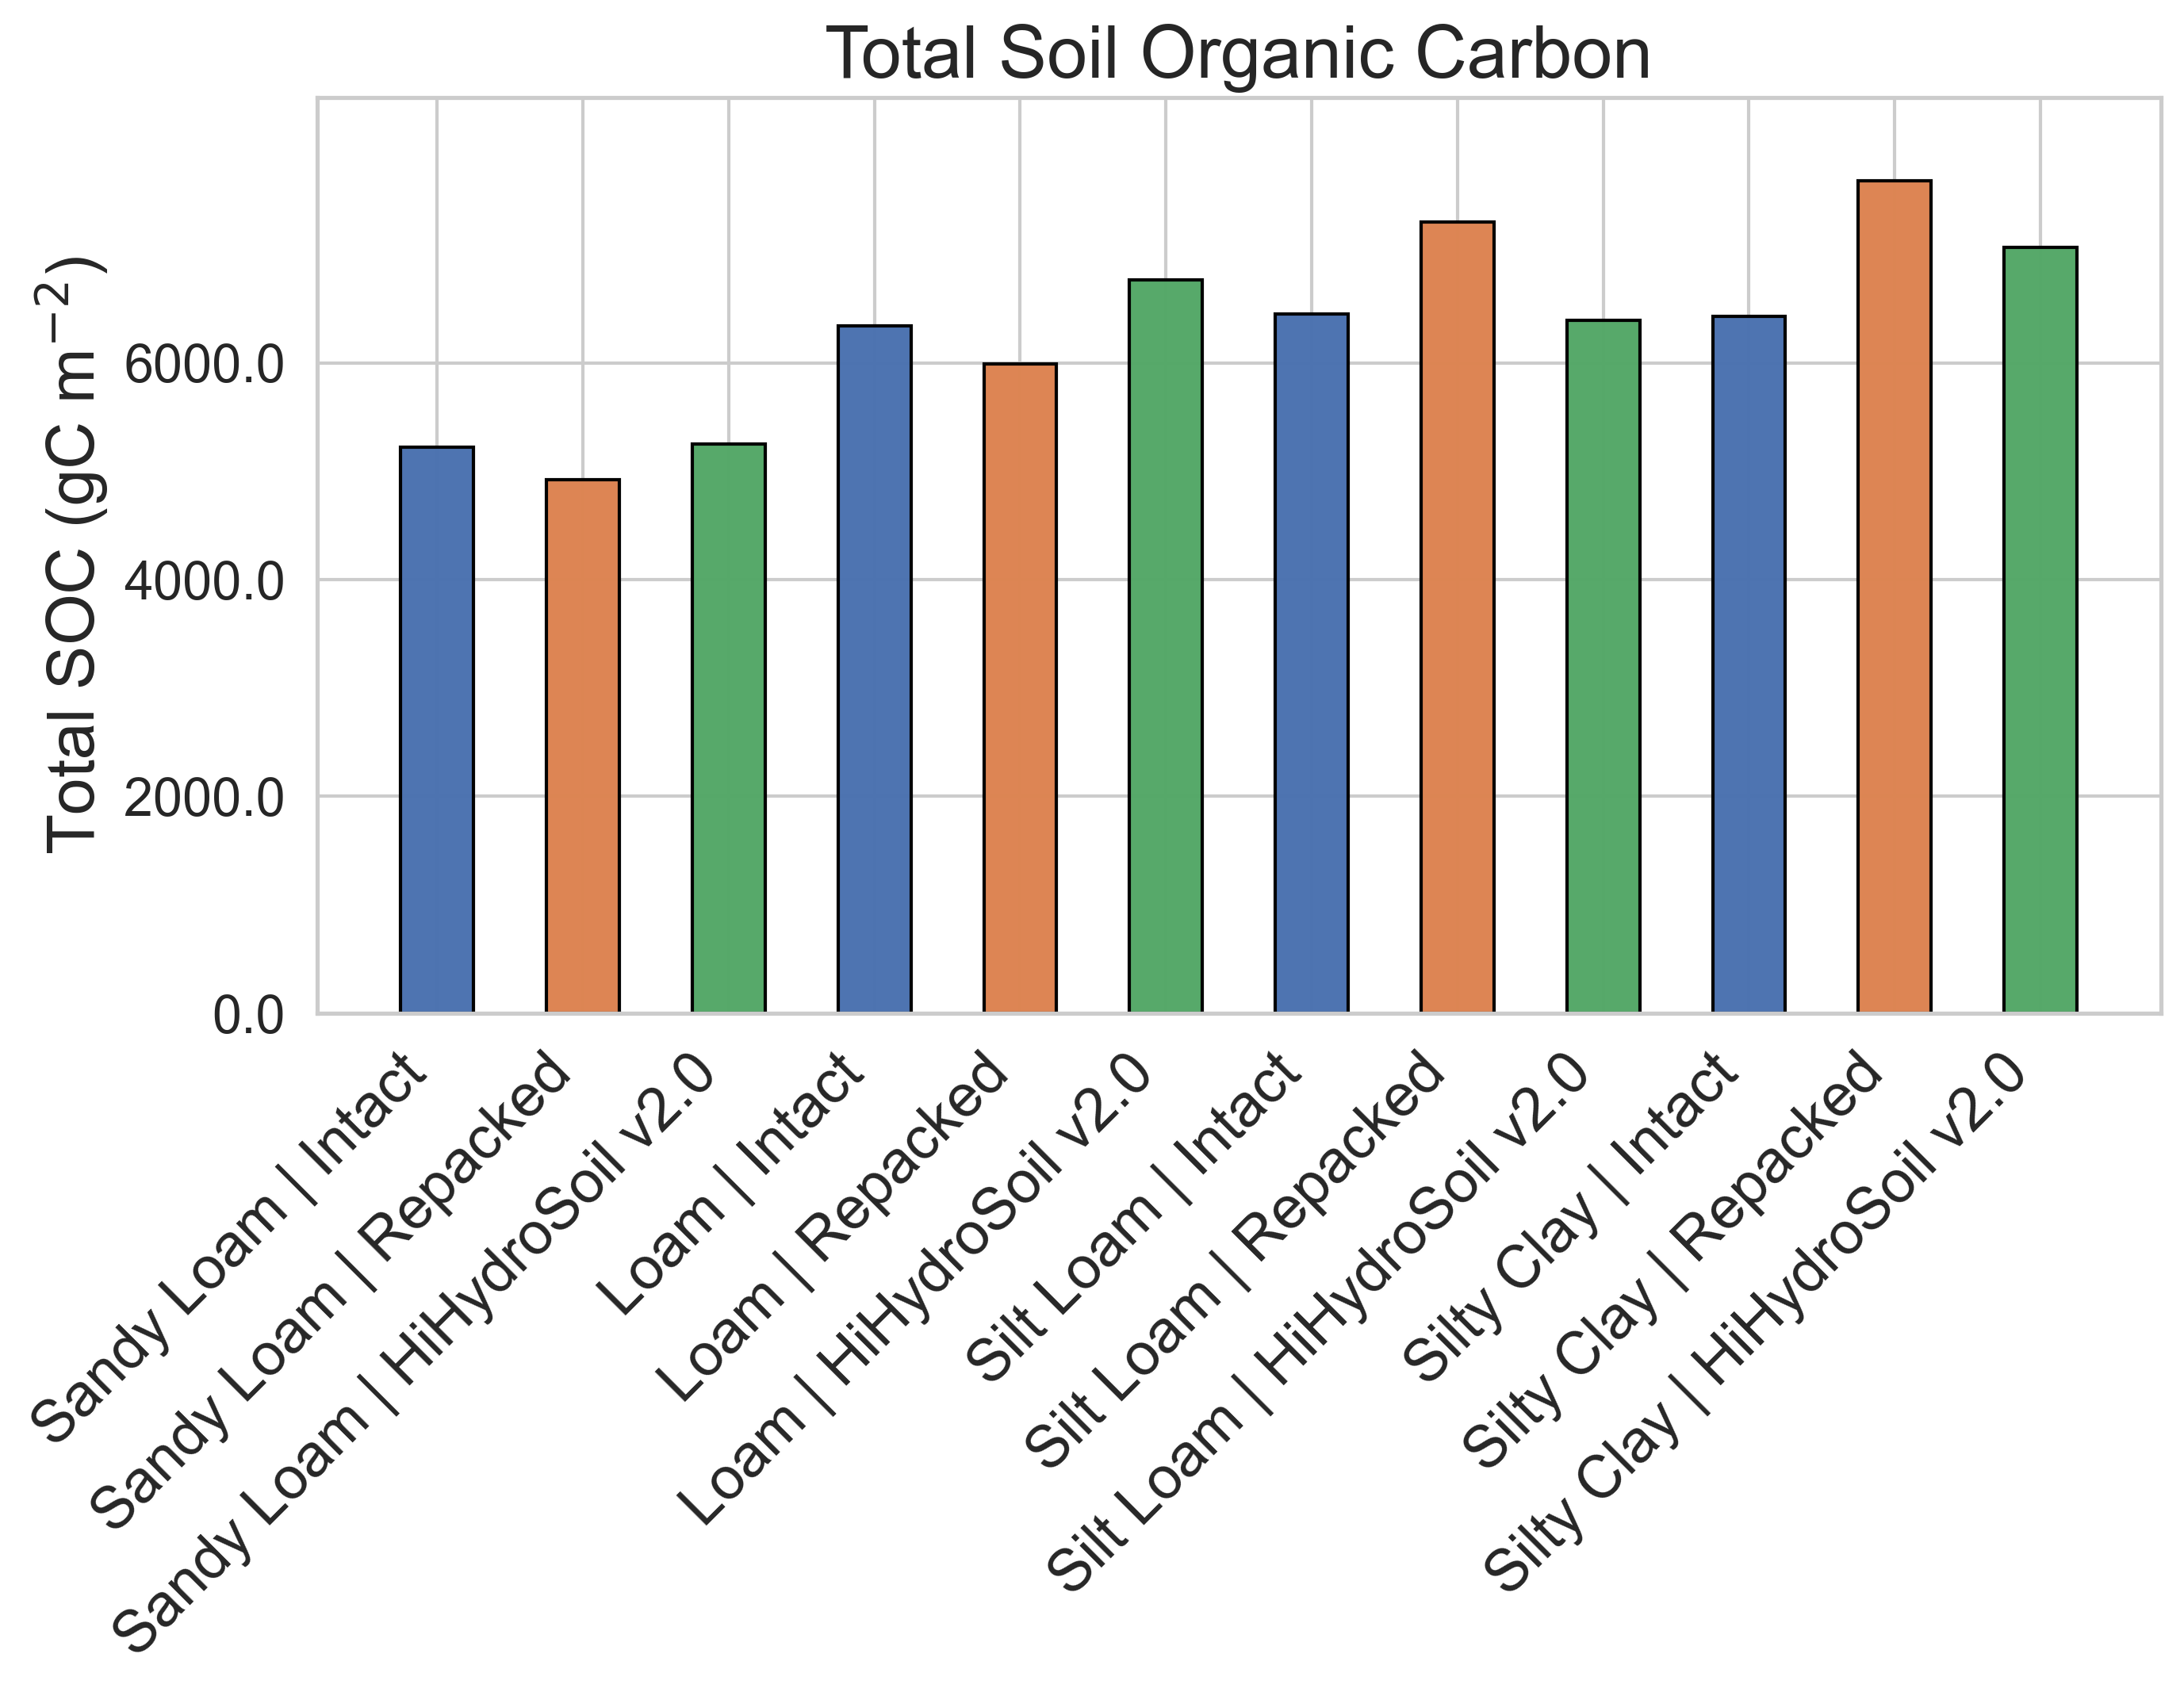 Total Soil Organic Carbon
Total SOC (gC m⁻²)
6000.0
4000.0
2000.0
0.0
Sandy Loam | Intact
Sandy Loam | Repacked
Sandy Loam | HiHydroSoil v2.0
Loam | Intact
Loam | Repacked
Loam | HiHydroSoil v2.0
Silt Loam | Intact
Silt Loam | Repacked
Silt Loam | HiHydroSoil v2.0
Silty Clay | Intact
Silty Clay | Repacked
Silty Clay | HiHydroSoil v2.0